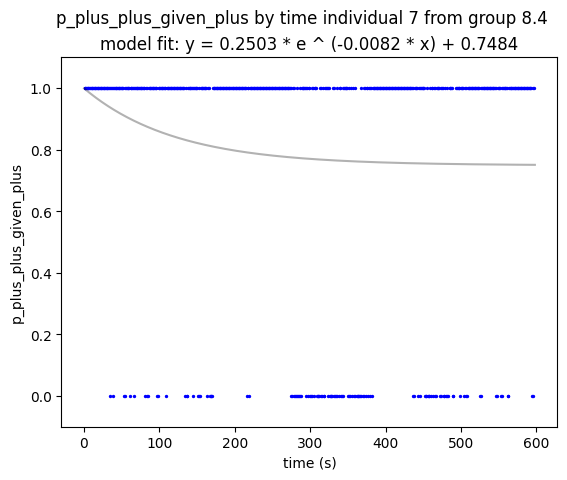 p_plus_plus_given_plus by time individual 7 from group 8.4
model fit: y = 0.2503 * e ^ (-0.0082 * x) + 0.7484
p_plus_plus_given_plus
1.0
0.8
0.6
0.4
0.2
0.0
0 100 200 300 400 500 600
time (s)